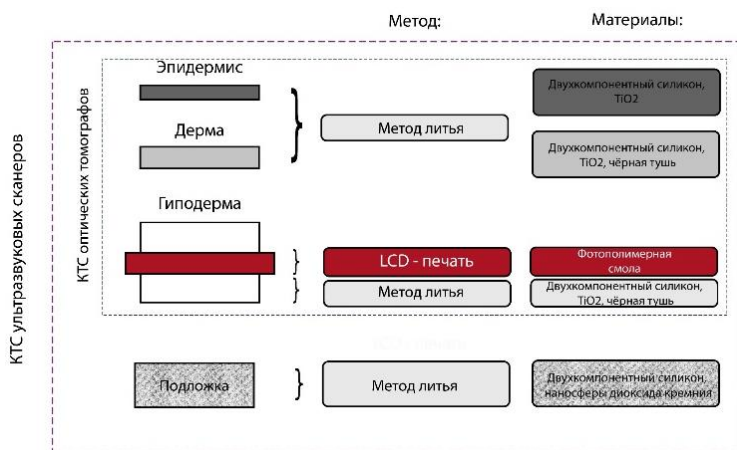 Метод:
Материалы:
КТС ультразвуковых сканеров
КТС оптических томографов
Эпидермис
Дерма
Метод литья
Двухкомпонентный силикон,
TiO2
Двухкомпонентный силикон,
TiO2, чёрная тушь
Гиподерма
LCD - печать
Фотополимерная
смола
Метод литья
Двухкомпонентный силикон,
TiO2, чёрная тушь
Подложка
Метод литья
Двухкомпонентный силикон,
наносферы диоксида кремния